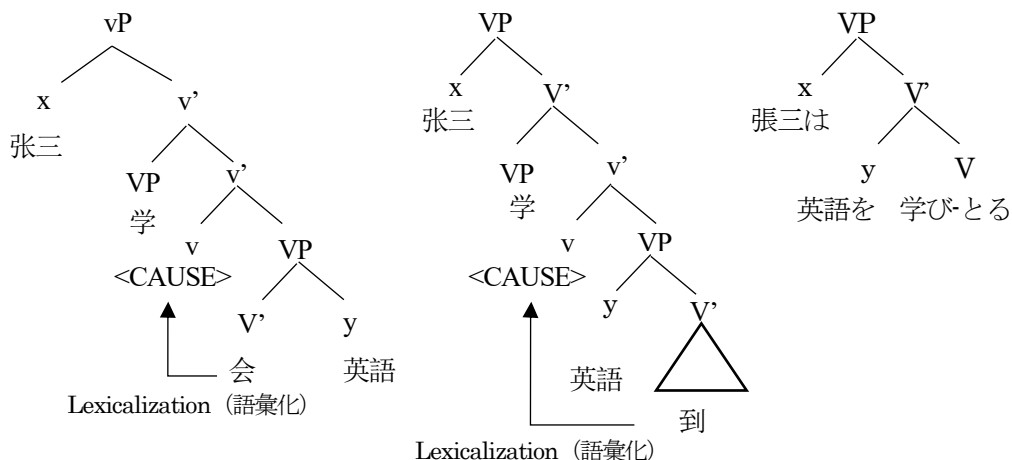 vP
x
v'
张三
VP
v'
学
v
VP
<CAUSE>
V'
y
会
英語
Lexicalization（語彙化）
VP
x
V'
张三
VP
v'
学
v
VP
<CAUSE>
y
V'
英語
到
Lexicalization（語彙化）
VP
x
V'
張三は
y
V
英語を 学び-とる